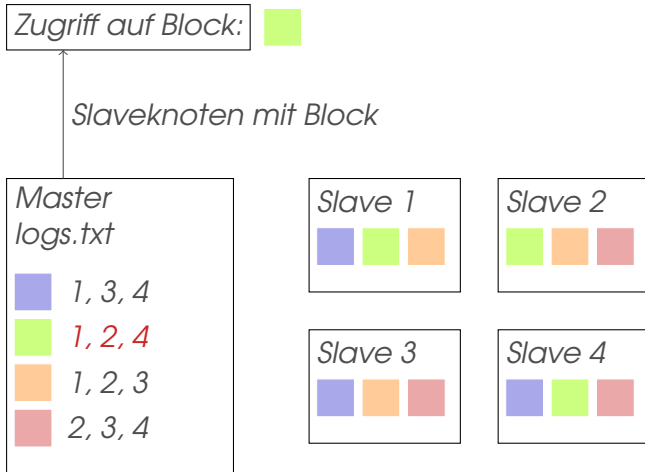 Zugriff auf Block:
Slaveknoten mit Block
Master
logs.txt
1, 3, 4
1, 2, 4
1, 2, 3
2, 3, 4
Slave 1
Slave 2
Slave 3
Slave 4